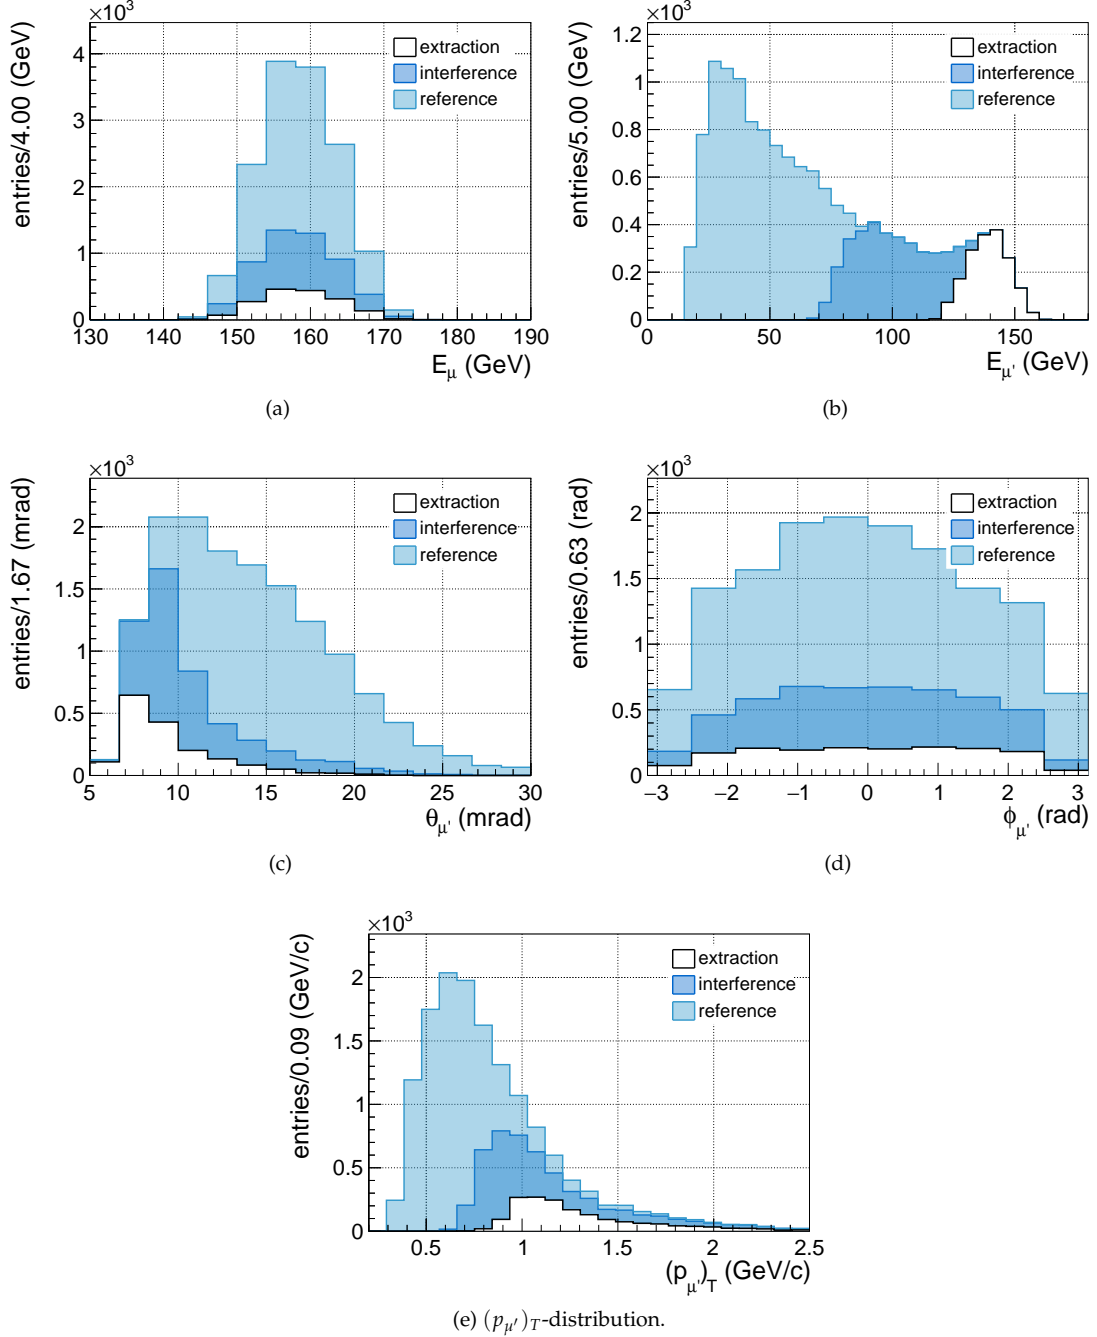 ×10³
entries/4.00 (GeV)
4
3
2
1
0
130 140 150 160 170 180 190
E_μ (GeV)
extraction
interference
reference
(a)
×10³
entries/5.00 (GeV)
1.2
1
0.8
0.6
0.4
0.2
0
0 50 100 150
E_μ' (GeV)
extraction
interference
reference
(b)
×10³
entries/1.67 (mrad)
2
1.5
1
0.5
0
5 10 15 20 25 30
θ_μ' (mrad)
extraction
interference
reference
(c)
×10³
entries/0.63 (rad)
2
1.5
1
0.5
0
−3 −2 −1 0 1 2 3
ϕ_μ' (rad)
extraction
interference
reference
(d)
×10³
entries/0.09 (GeV/c)
2
1.5
1
0.5
0
0.5 1 1.5 2 2.5
(p_μ')_T (GeV/c)
extraction
interference
reference
(e) (p_μ')_T-distribution.